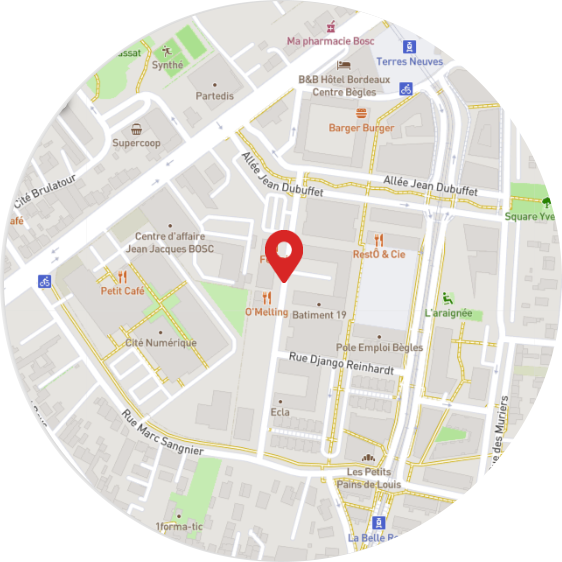 Ma pharmacie Bosc
Terres Neuves
Synthé
B&B Hôtel Bordeaux
Centre Bègles
Partedis
Barger Burger
Supercoop
Allée Jean Dubuffet
Allée Jean Dubuffet
Cité Brulatour
Square Yve
afé
Centre d'affaire
Jean Jacques BOSC
RestÔ & Cie
Petit Café
O'Melling
Batiment 19
L'araignée
Cité Numérique
Pole Emploi Bègles
Rue Django Reinhardt
Ecla
Rue Marc Sangnier
ue des Muriers
Les Petits
Pains de Louis
1forma-tic
La Belle R